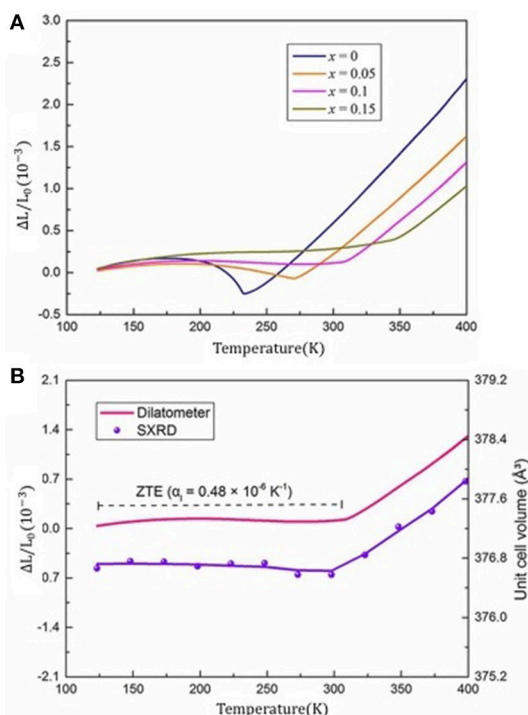 A
x = 0
x = 0.05
x = 0.1
x = 0.15
ΔL/L₀ (10⁻³)
3.0
2.5
2.0
1.5
1.0
0.5
0.0
-0.5
100 150 200 250 300 350 400
Temperature(K)
B
Dilatometer
SXRD
ZTE (αₗ = 0.48 × 10⁻⁶ K⁻¹)
ΔL/L₀ (10⁻³)
2.1
1.4
0.7
0.0
0.7
-1.4
-2.1
379.2
378.4
377.6
376.8
376.0
375.2
Unit cell volume (Å³)
100 150 200 250 300 350 400
Temperature(K)